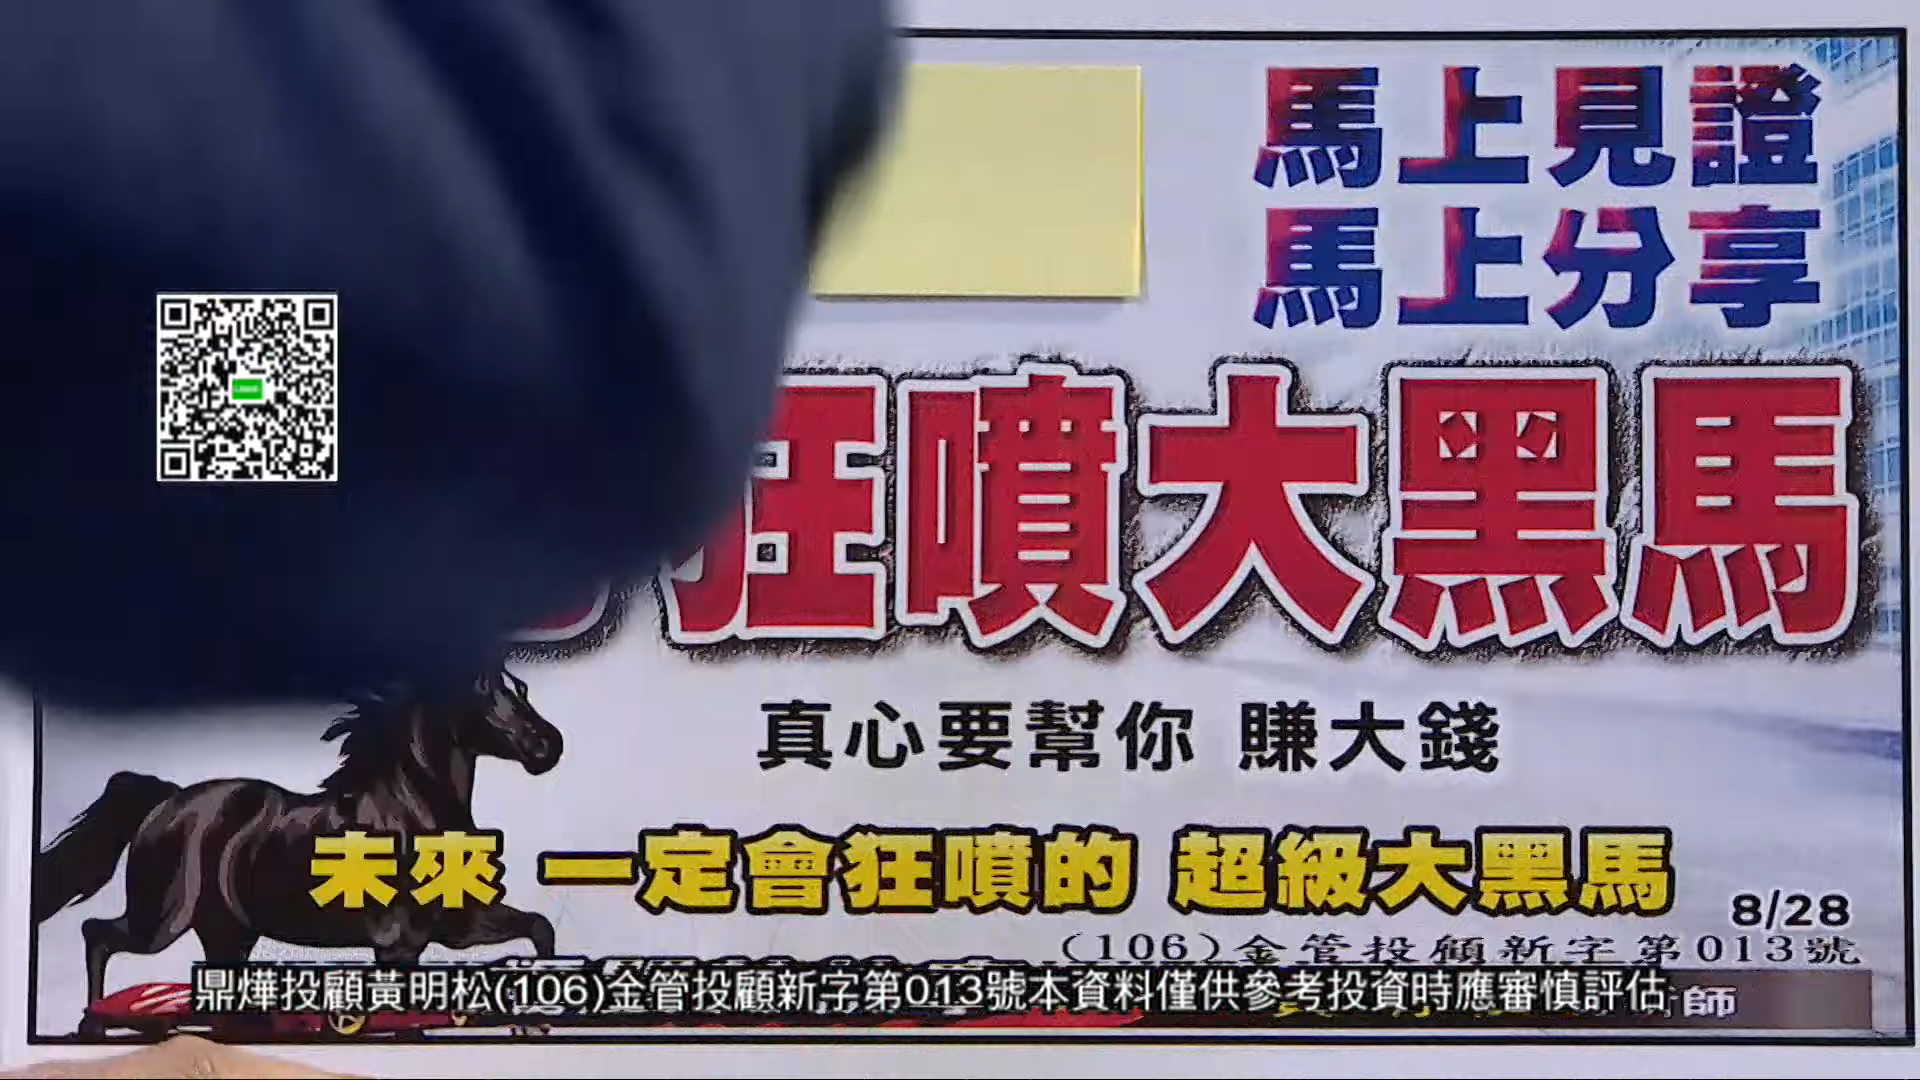 馬上見證
馬上分享
狂噴大黑馬
真心要幫你 賺大錢
未來 一定會狂噴的 超級大黑馬
8/28
(106)金管投顧新字第013號
鼎燁投顧黃明松(106)金管投顧新字第013號本資料僅供參考投資時應審慎評估
師